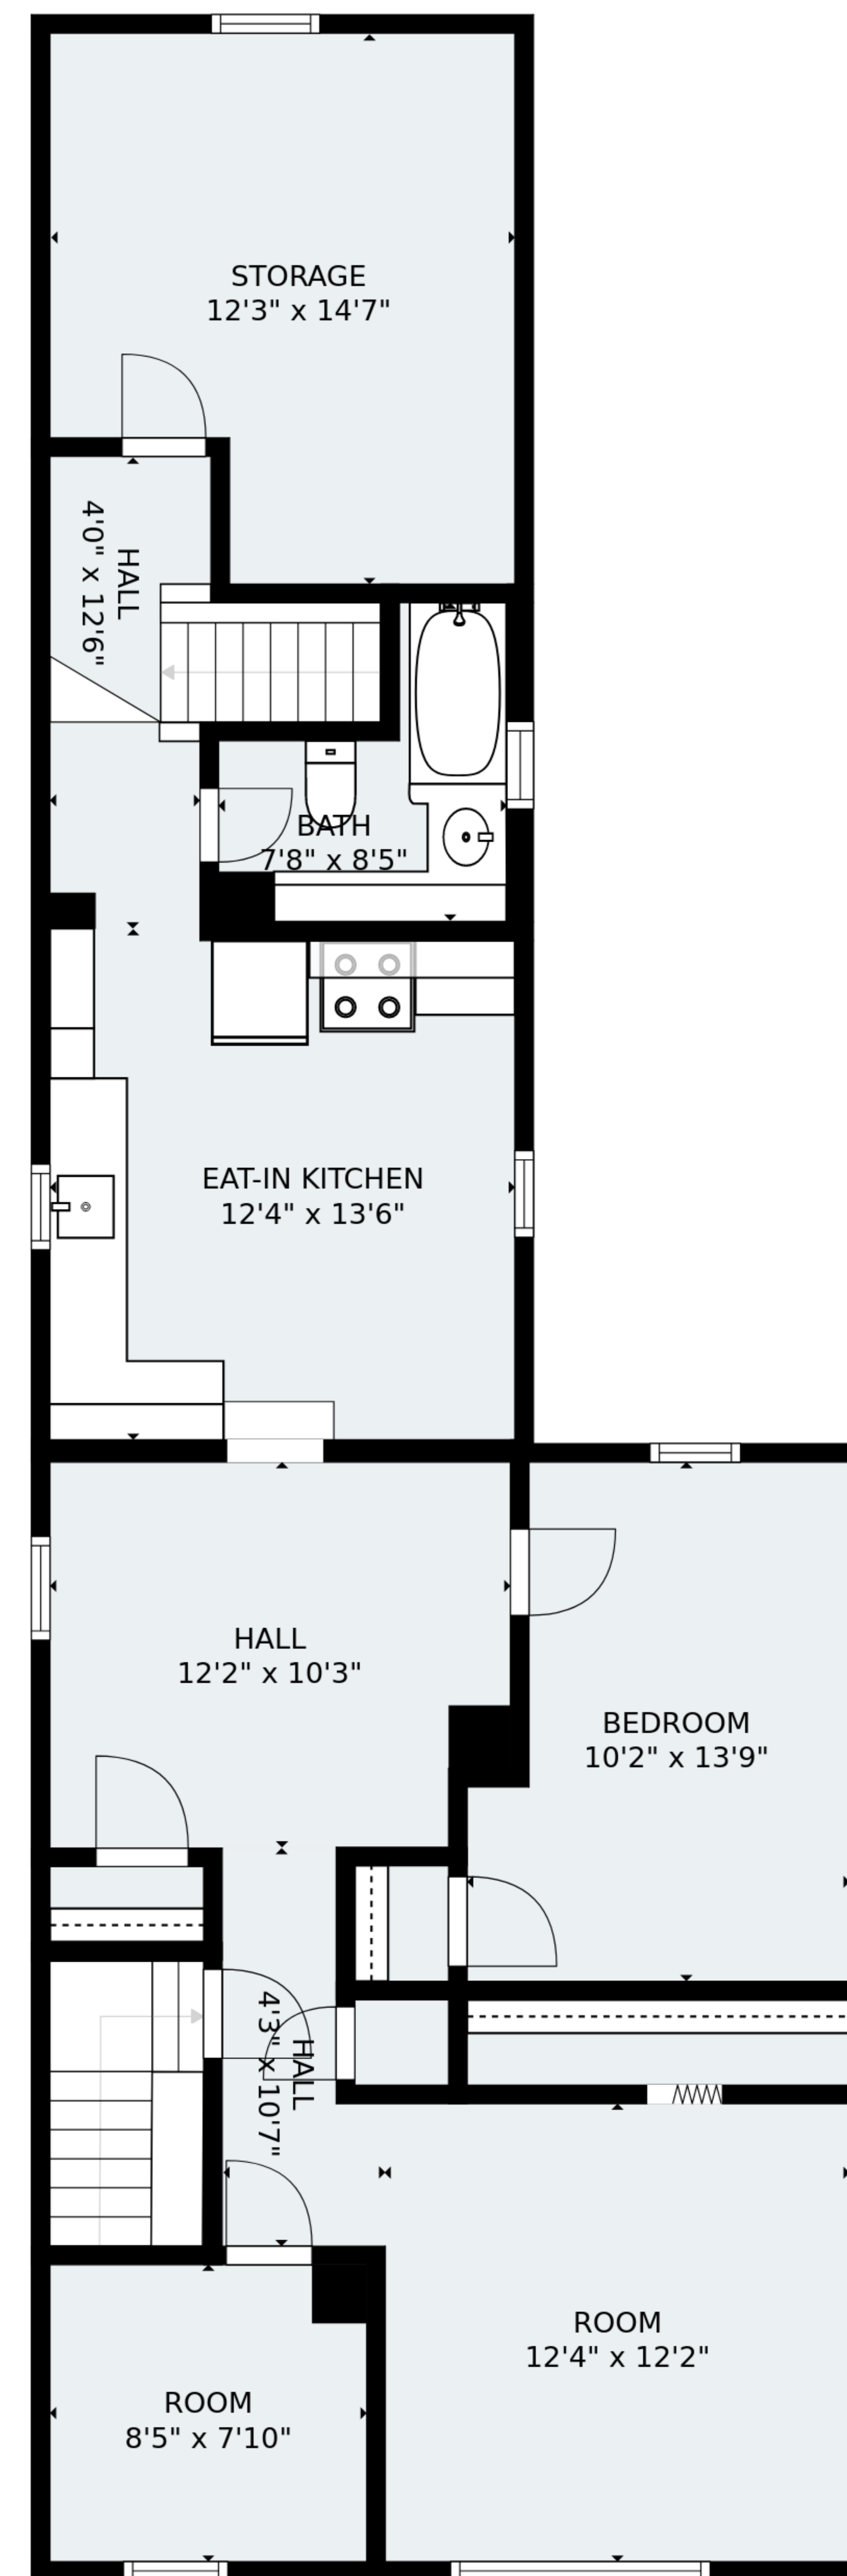 STORAGE
12'3" x 14'7"
HALL
4'0" x 12'6"
BATH
7'8" x 8'5"
EAT-IN KITCHEN
12'4" x 13'6"
HALL
12'2" x 10'3"
BEDROOM
10'2" x 13'9"
HALL
4'3" x 10'7"
ROOM
12'4" x 12'2"
ROOM
8'5" x 7'10"